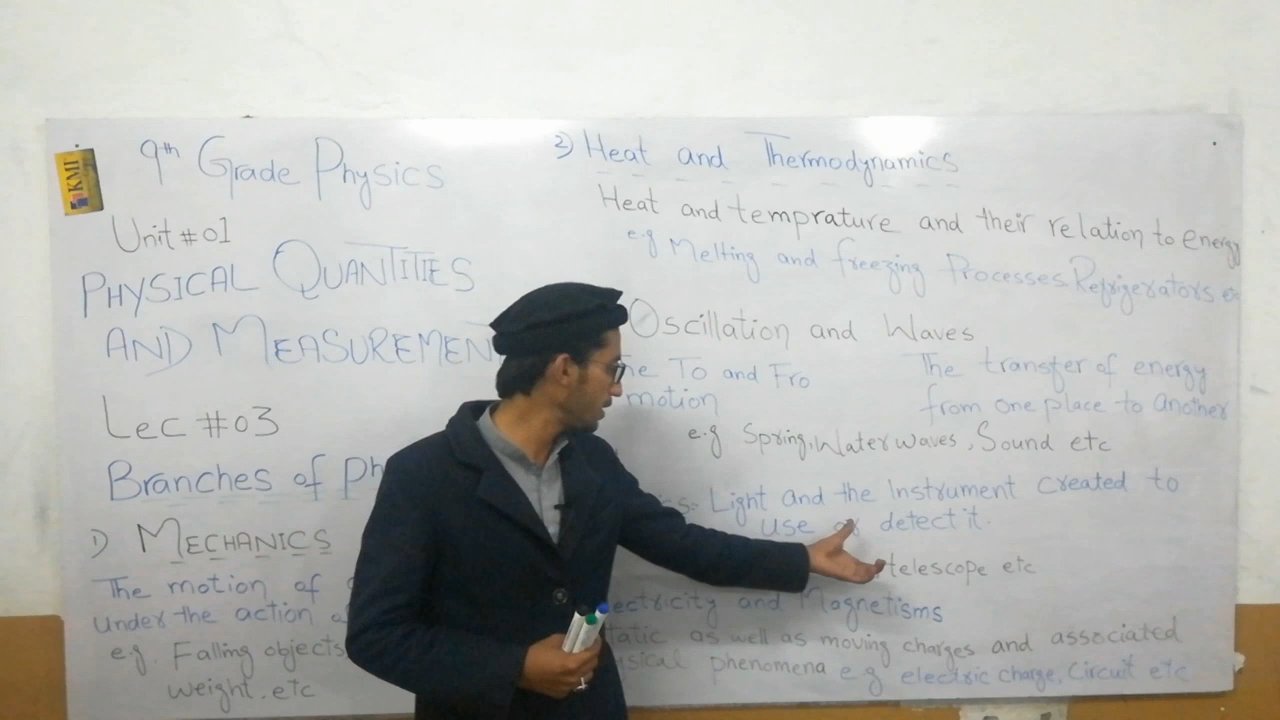 KMI
9th Grade Physics
Unit # 01
PHYSICAL QUANTITIES
AND MEASUREMEN
Lec # 03
Branches of Ph
1) MECHANICS
The motion of
under the action
e.g. Falling objects
weight. etc
2) Heat and Thermodynamics
Heat and temprature and their relation to energy
e.g Melting and freezing Processes, Refrigerators
Oscillation and Waves
To and Fro
motion
The transfer of energy
from one place to another
e.g Spring, Water waves, Sound etc
Light and the Instrument created to
use detect it.
telescope etc
ectricity and Magnetisms
tatic as well as moving charges and associated
sical phenomena e.g electric charge, Circuit etc